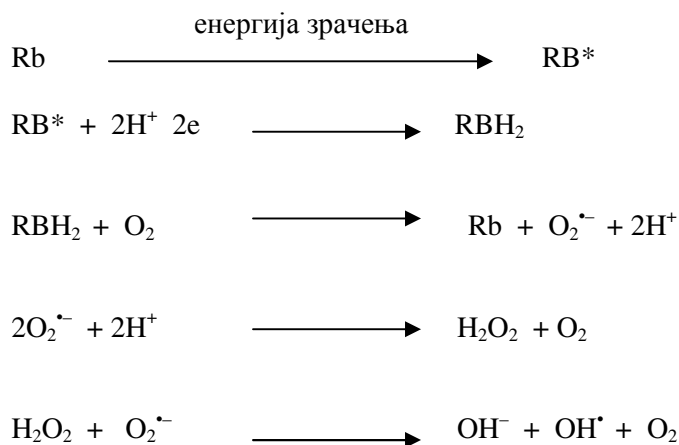 енергија зрачења
Rb ⟶ RB*
RB* + 2H⁺ 2e ⟶ RBH₂
RBH₂ + O₂ ⟶ Rb + O₂•⁻ + 2H⁺
2O₂•⁻ + 2H⁺ ⟶ H₂O₂ + O₂
H₂O₂ + O₂•⁻ ⟶ OH⁻ + OH• + O₂